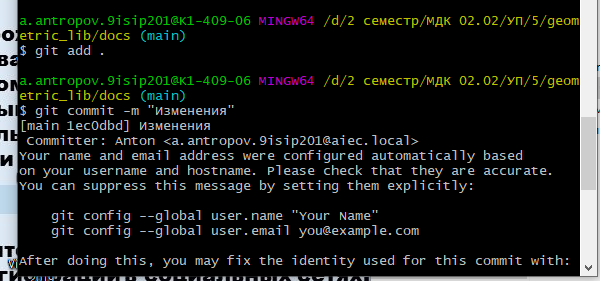 a.antropov.9isip201@K1-409-06 MINGW64 /d/2 семестр/МДК 02.02/УП/5/geom
etric_lib/docs (main)
$ git add .
a.antropov.9isip201@K1-409-06 MINGW64 /d/2 семестр/МДК 02.02/УП/5/geom
etric_lib/docs (main)
$ git commit -m "Изменения"
[main 1ec0dbd] Изменения
Committer: Anton <a.antropov.9isip201@aiec.local>
Your name and email address were configured automatically based
on your username and hostname. Please check that they are accurate.
You can suppress this message by setting them explicitly:
git config --global user.name "Your Name"
git config --global user.email you@example.com
After doing this, you may fix the identity used for this commit with: